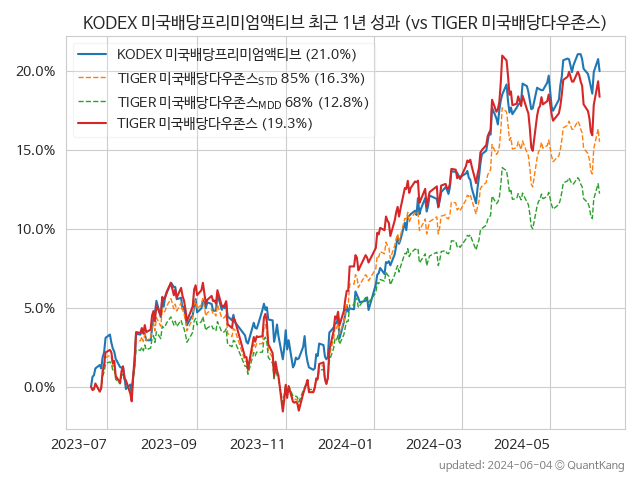 KODEX 미국배당프리미엄액티브 최근 1년 성과 (vs TIGER 미국배당다우존스)
KODEX 미국배당프리미엄액티브 (21.0%)
TIGER 미국배당다우존스STD 85% (16.3%)
TIGER 미국배당다우존스MDD 68% (12.8%)
TIGER 미국배당다우존스 (19.3%)
20.0%
15.0%
10.0%
5.0%
0.0%
2023-07 2023-09 2023-11 2024-01 2024-03 2024-05
updated: 2024-06-04 © QuantKang